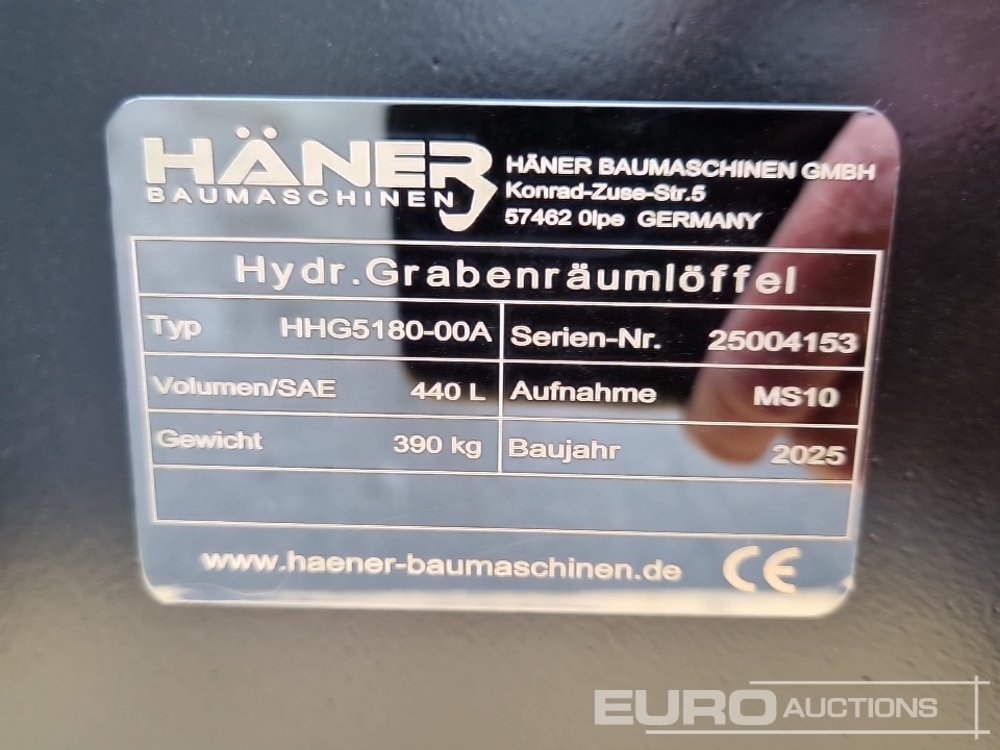 HÄNER
BAUMASCHINEN
HÄNER BAUMASCHINEN GMBH
Konrad-Zuse-Str.5
57462 Olpe GERMANY
Hydr.Grabenräumlöffel
Typ HHG5180-00A
Serien-Nr. 25004153
Volumen/SAE 440 L
Aufnahme MS10
Gewicht 390 kg
Baujahr 2025
www.haener-baumaschinen.de CE
EURO AUCTIONS